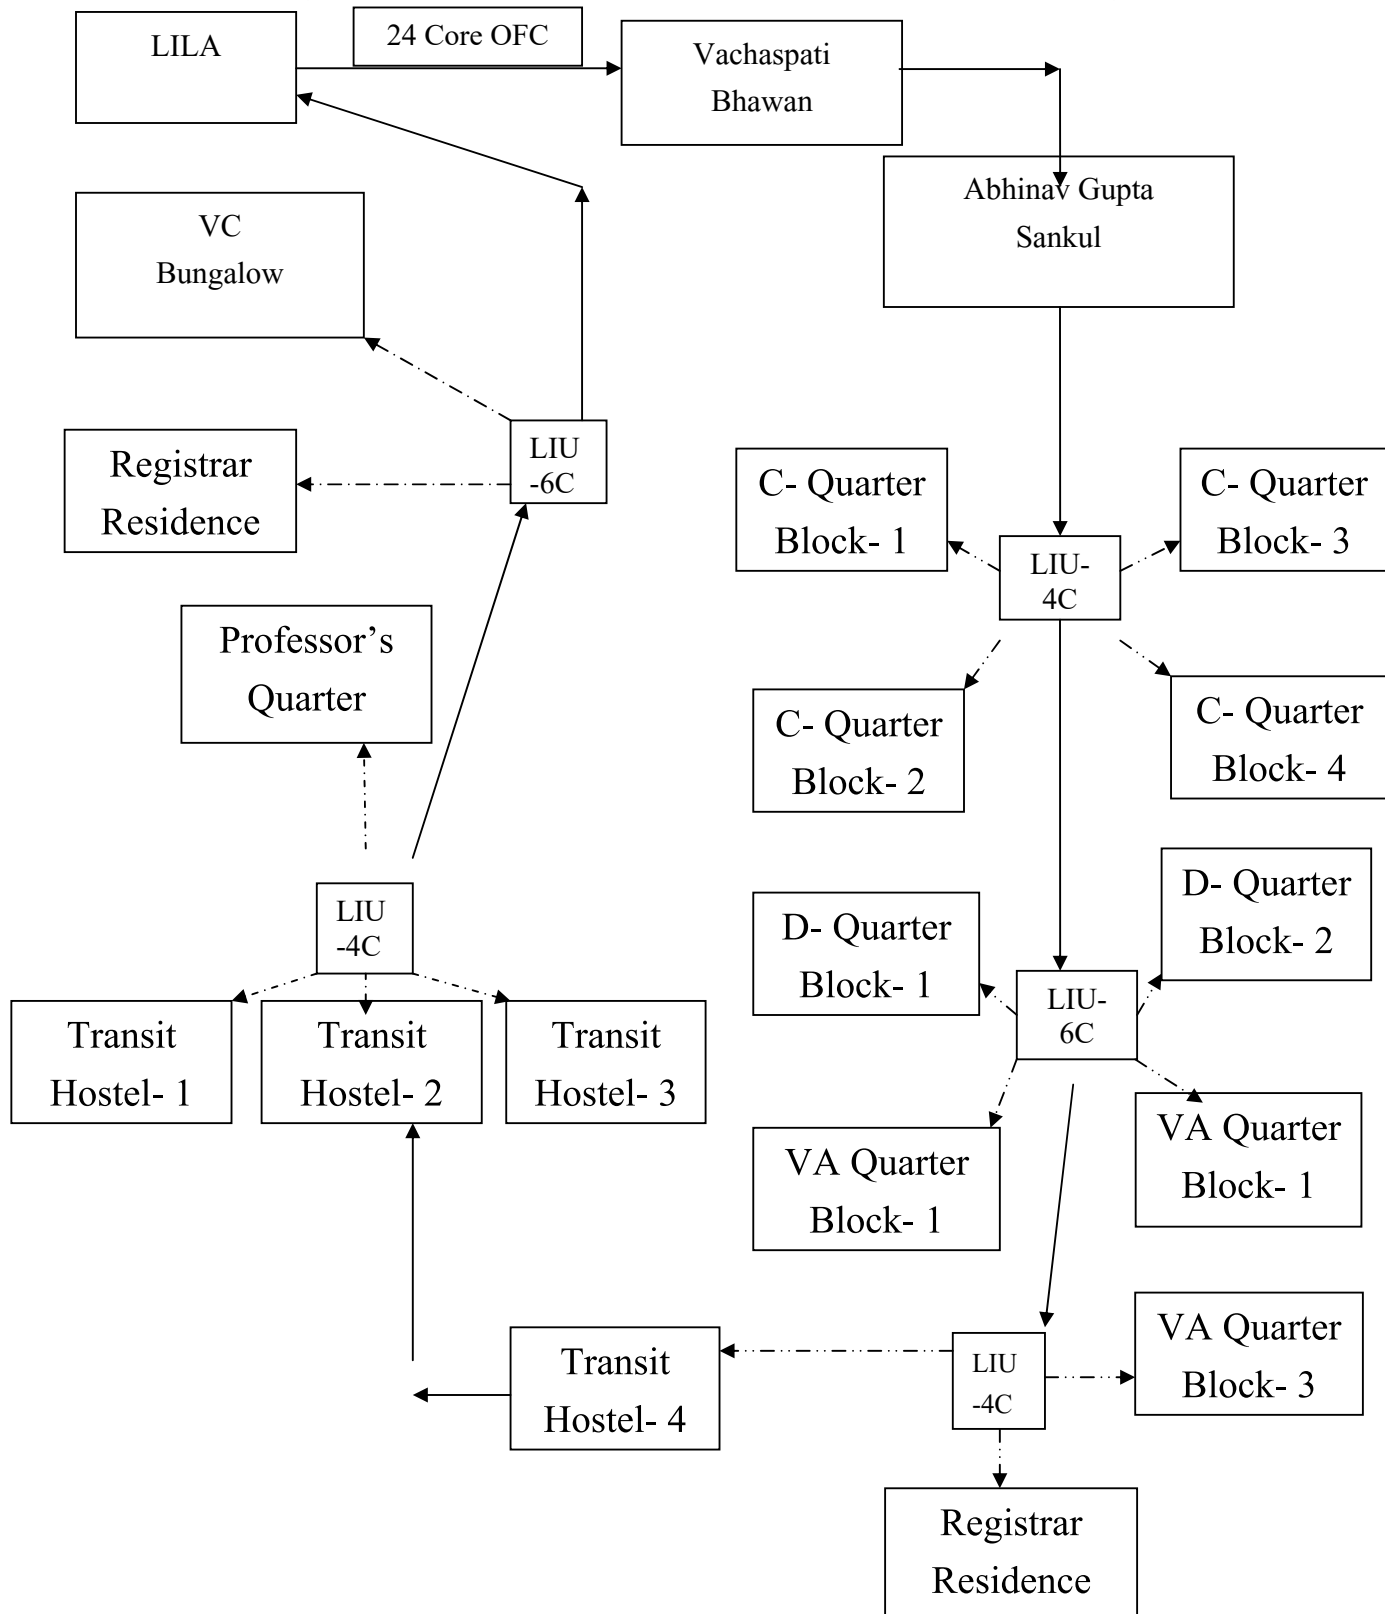 LILA
24 Core OFC
Vachaspati
Bhawan
Abhinav Gupta
Sankul
VC
Bungalow
LIU
-6C
Registrar
Residence
C- Quarter
Block- 1
C- Quarter
Block- 3
LIU-
4C
Professor’s
Quarter
C- Quarter
Block- 2
C- Quarter
Block- 4
LIU
-4C
D- Quarter
Block- 1
D- Quarter
Block- 2
LIU-
6C
Transit
Hostel- 1
Transit
Hostel- 2
Transit
Hostel- 3
VA Quarter
Block- 1
VA Quarter
Block- 1
Transit
Hostel- 4
LIU
-4C
VA Quarter
Block- 3
Registrar
Residence